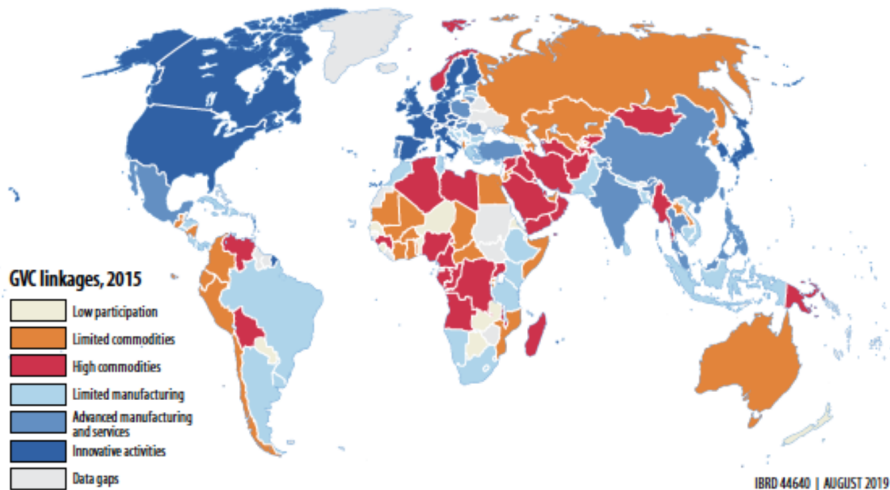 GVC linkages, 2015
Low participation
Limited commodities
High commodities
Limited manufacturing
Advanced manufacturing
and services
Innovative activities
Data gaps
IBRD 44640 | AUGUST 2019